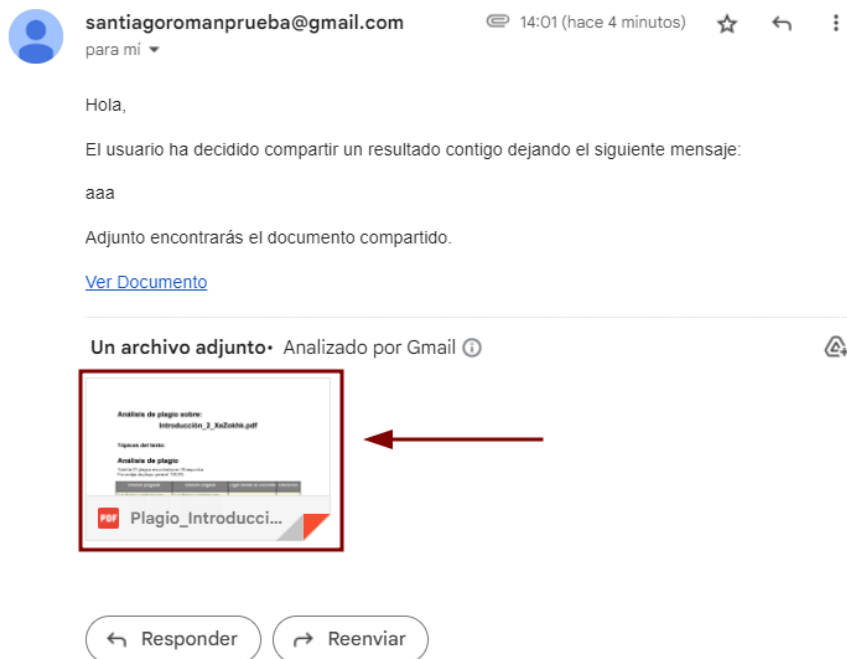 santiagoromanprueba@gmail.com 14:01 (hace 4 minutos)
para mí
Hola,
El usuario ha decidido compartir un resultado contigo dejando el siguiente mensaje:
aaa
Adjunto encontrarás el documento compartido.
Ver Documento
Un archivo adjunto• Analizado por Gmail
Análisis de plagio sobre:
Introducción_2_XeZokhk.pdf
Tópicos del texto:
Análisis de plagio
PDF Plagio_Introducci...
Responder Reenviar